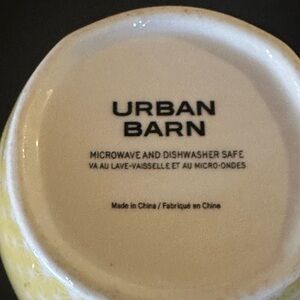 URBAN
BARN
MICROWAVE AND DISHWASHER SAFE
VA AU LAVE-VAISSELLE ET AU MICRO-ONDES
Made in China / Fabriqué en Chine